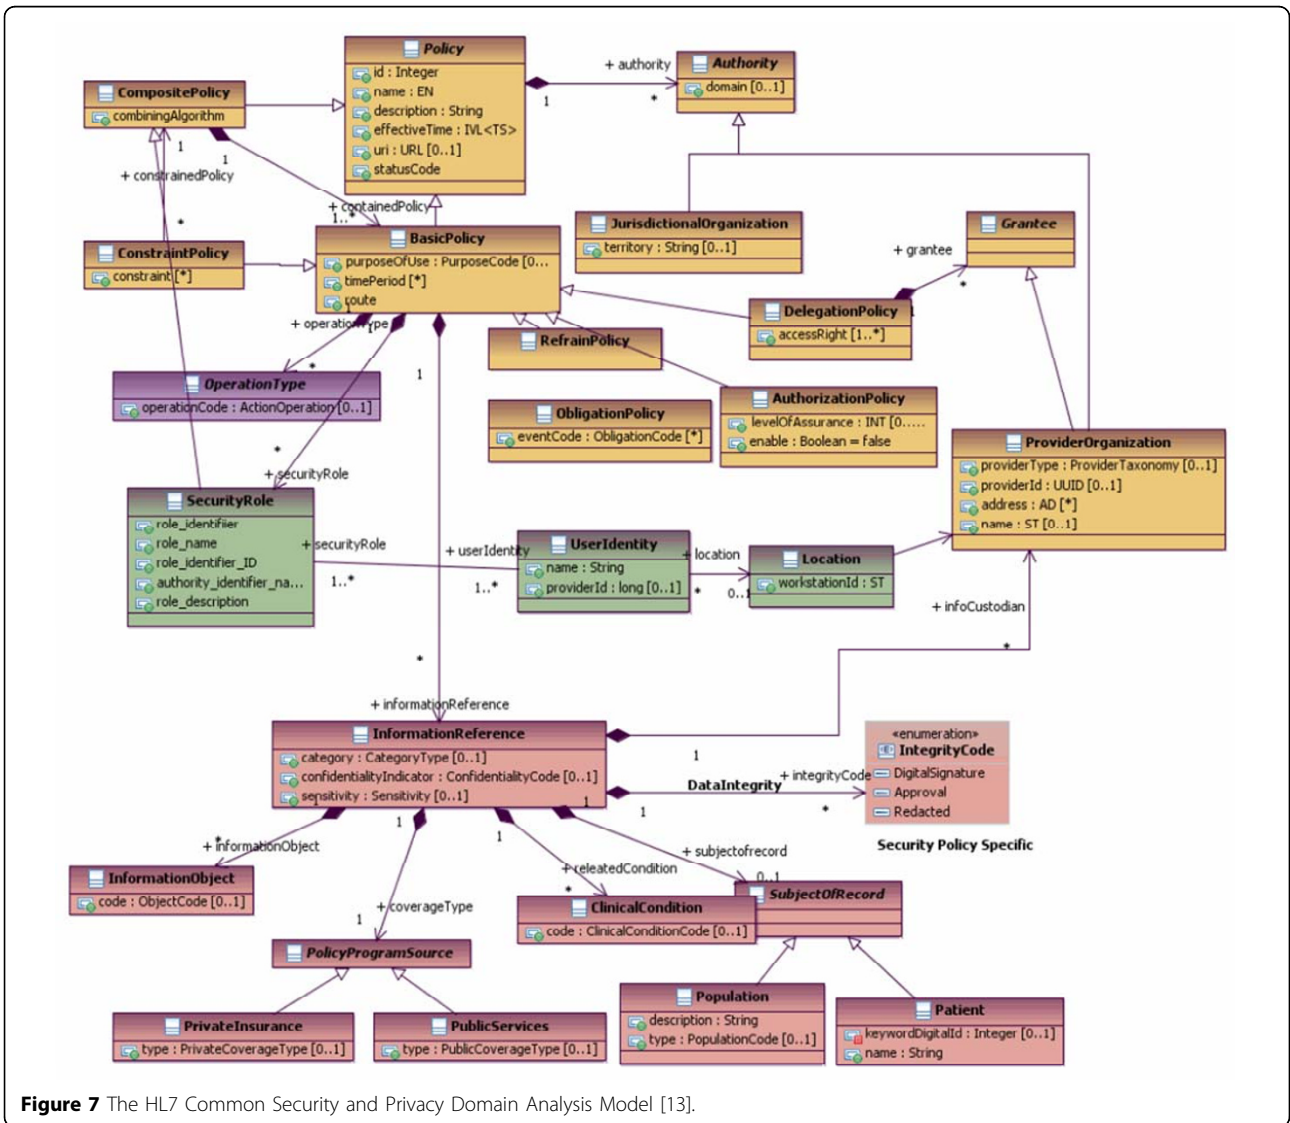 Policy
id : Integer
name : EN
description : String
effectiveTime : IVL<TS>
uri : URL [0..1]
statusCode
+ authority
1
*
Authority
domain [0..1]
CompositePolicy
combiningAlgorithm
1
1
+ constrainedPolicy
*
+ containedPolicy
1..*
ConstraintPolicy
constraint [*]
BasicPolicy
purposeOfUse : PurposeCode [0...
timePeriod [*]
route
1
JurisdictionalOrganization
territory : String [0..1]
Grantee
+ grantee
*
1
DelegationPolicy
accessRight [1..*]
+ operationType
1
*
1
RefrainPolicy
OperationType
operationCode : ActionOperation [0..1]
ObligationPolicy
eventCode : ObligationCode [*]
AuthorizationPolicy
levelOfAssurance : INT [0.....
enable : Boolean = false
ProviderOrganization
providerType : ProviderTaxonomy [0..1]
providerId : UUID [0..1]
address : AD [*]
name : ST [0..1]
*
+ securityRole
SecurityRole
role_identifiier
role_name
role_identifier_ID
authority_identifier_na...
role_description
+ securityRole
1..*
+ userIdentity
1..*
UserIdentity
name : String
providerId : long [0..1]
+ location
*
0..1
Location
workstationId : ST
+ infoCustodian
*
*
+ informationReference
InformationReference
category : CategoryType [0..1]
confidentialityIndicator : ConfidentialityCode [0..1]
sensitivity : Sensitivity [0..1]
1
1
1
DataIntegrity
+ integrityCode
1
*
«enumeration»
IntegrityCode
DigitalSignature
Approval
Redacted
Security Policy Specific
*
+ informationObject
1
1
+ subjectofrecord
0..1
+ releatedCondition
*
InformationObject
code : ObjectCode [0..1]
+ coverageType
1
ClinicalCondition
code : ClinicalConditionCode [0..1]
SubjectOfRecord
PolicyProgramSource
PrivateInsurance
type : PrivateCoverageType [0..1]
PublicServices
type : PublicCoverageType [0..1]
Population
description : String
type : PopulationCode [0..1]
Patient
keywordDigitalId : Integer [0..1]
name : String
Figure 7 The HL7 Common Security and Privacy Domain Analysis Model [13].